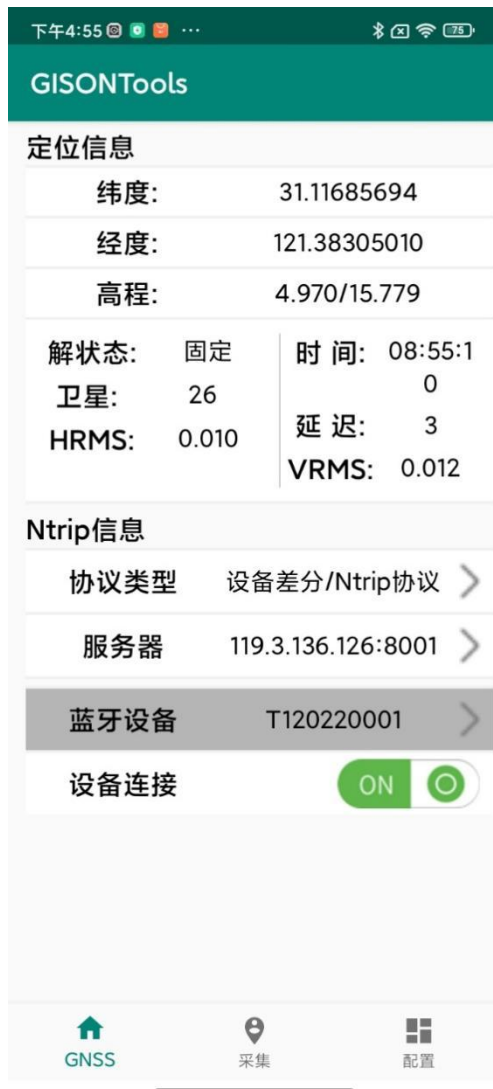 下午4:55 ···
75
GISONTools
定位信息
纬度: 31.11685694
经度: 121.38305010
高程: 4.970/15.779
解状态: 固定
时 间: 08:55:1
0
卫星: 26
延 迟: 3
HRMS: 0.010
VRMS: 0.012
Ntrip信息
协议类型 设备差分/Ntrip协议
服务器 119.3.136.126:8001
蓝牙设备 T120220001
设备连接 ON
GNSS
采集
配置